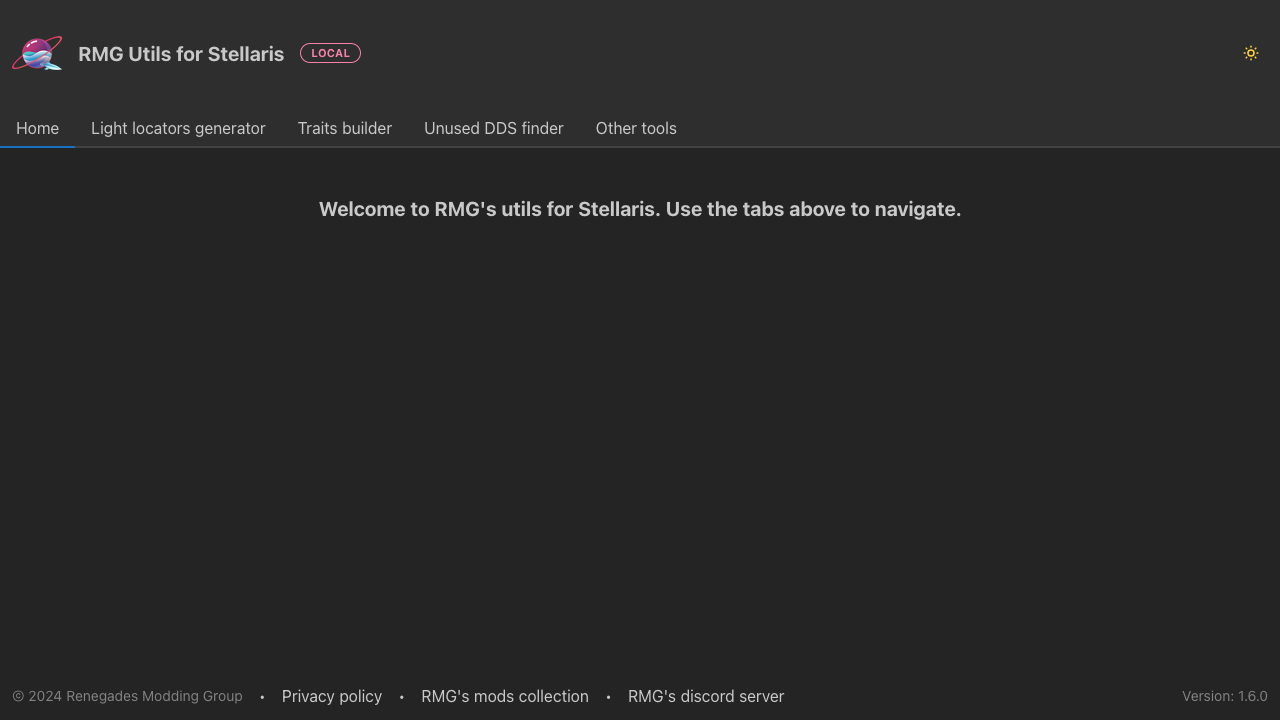 RMG Utils for Stellaris
LOCAL
Home
Light locators generator
Traits builder
Unused DDS finder
Other tools
Welcome to RMG's utils for Stellaris. Use the tabs above to navigate.
© 2024 Renegades Modding Group • Privacy policy • RMG's mods collection • RMG's discord server
Version: 1.6.0